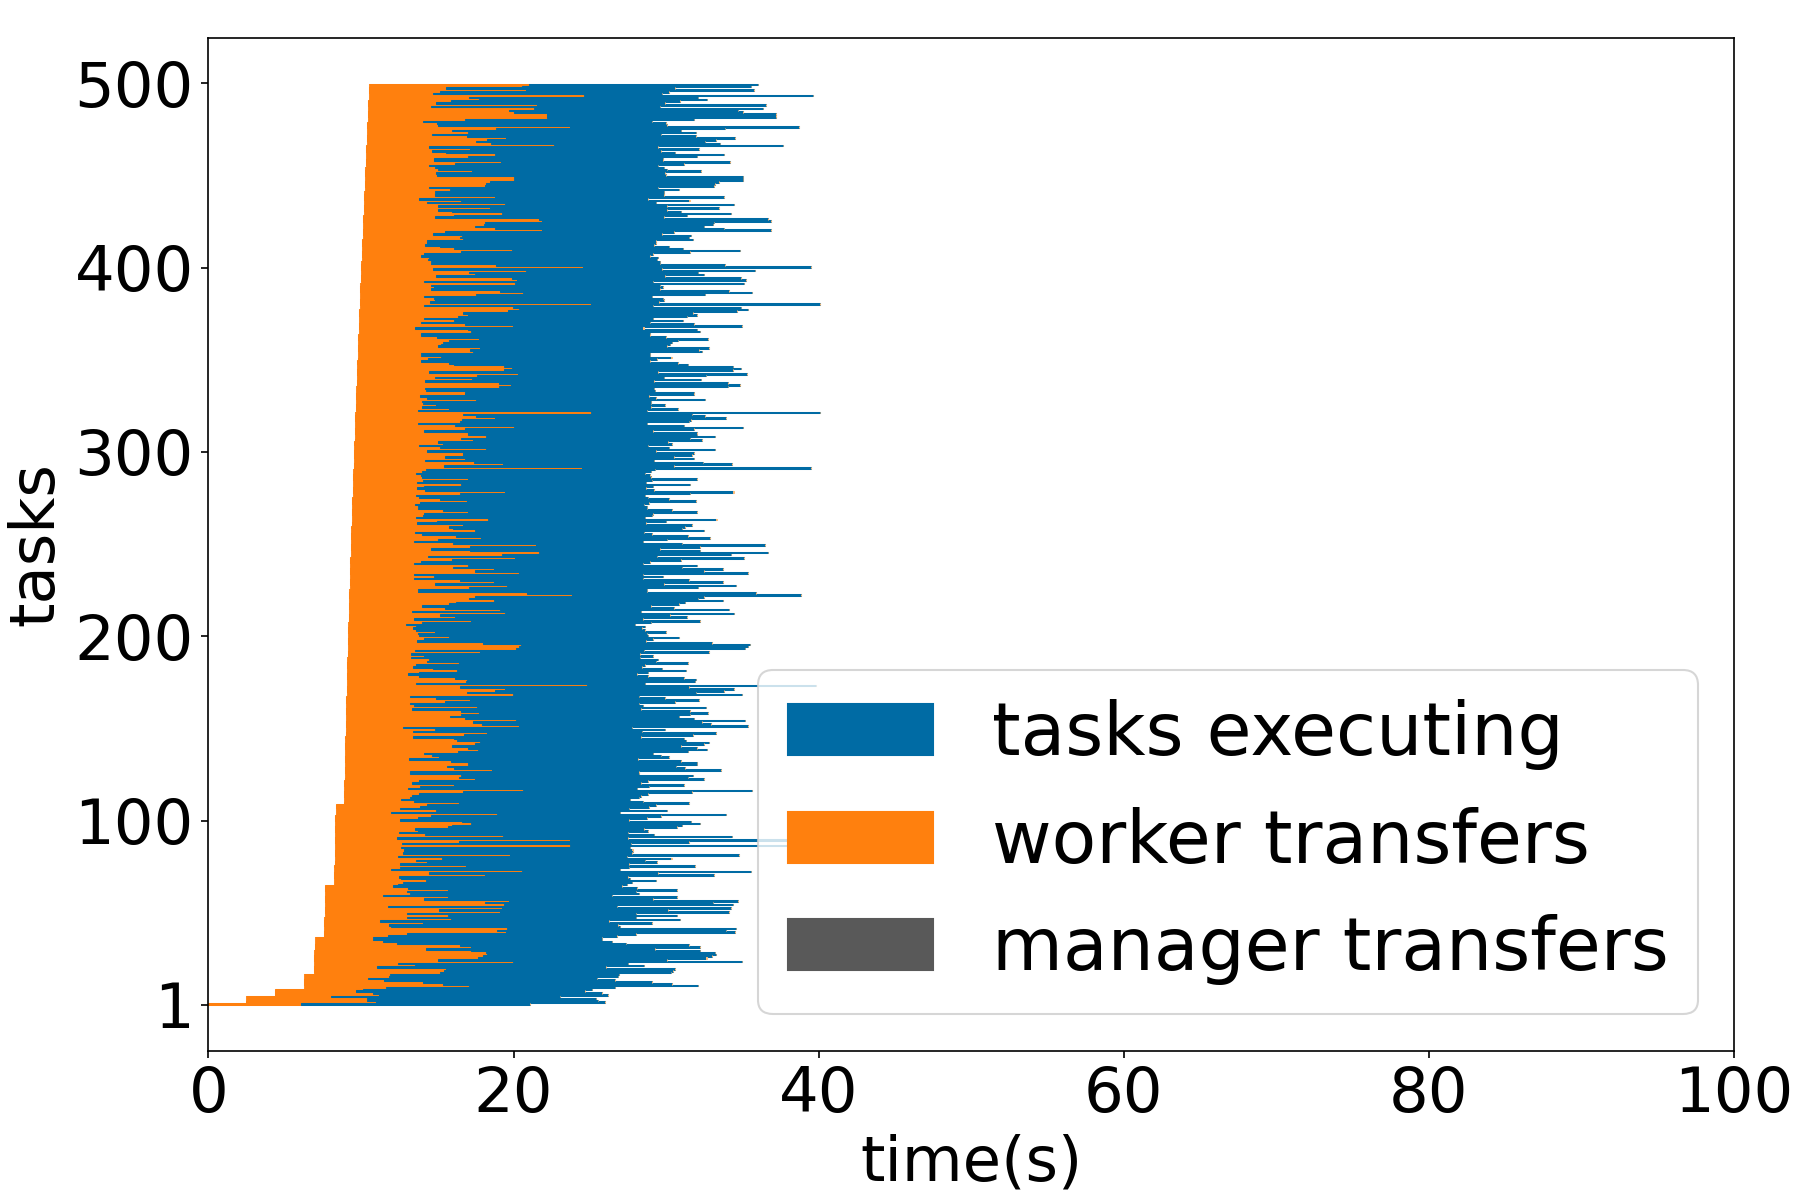 500
400
300
200
100
1
tasks
tasks executing
worker transfers
manager transfers
0 20 40 60 80 100
time(s)